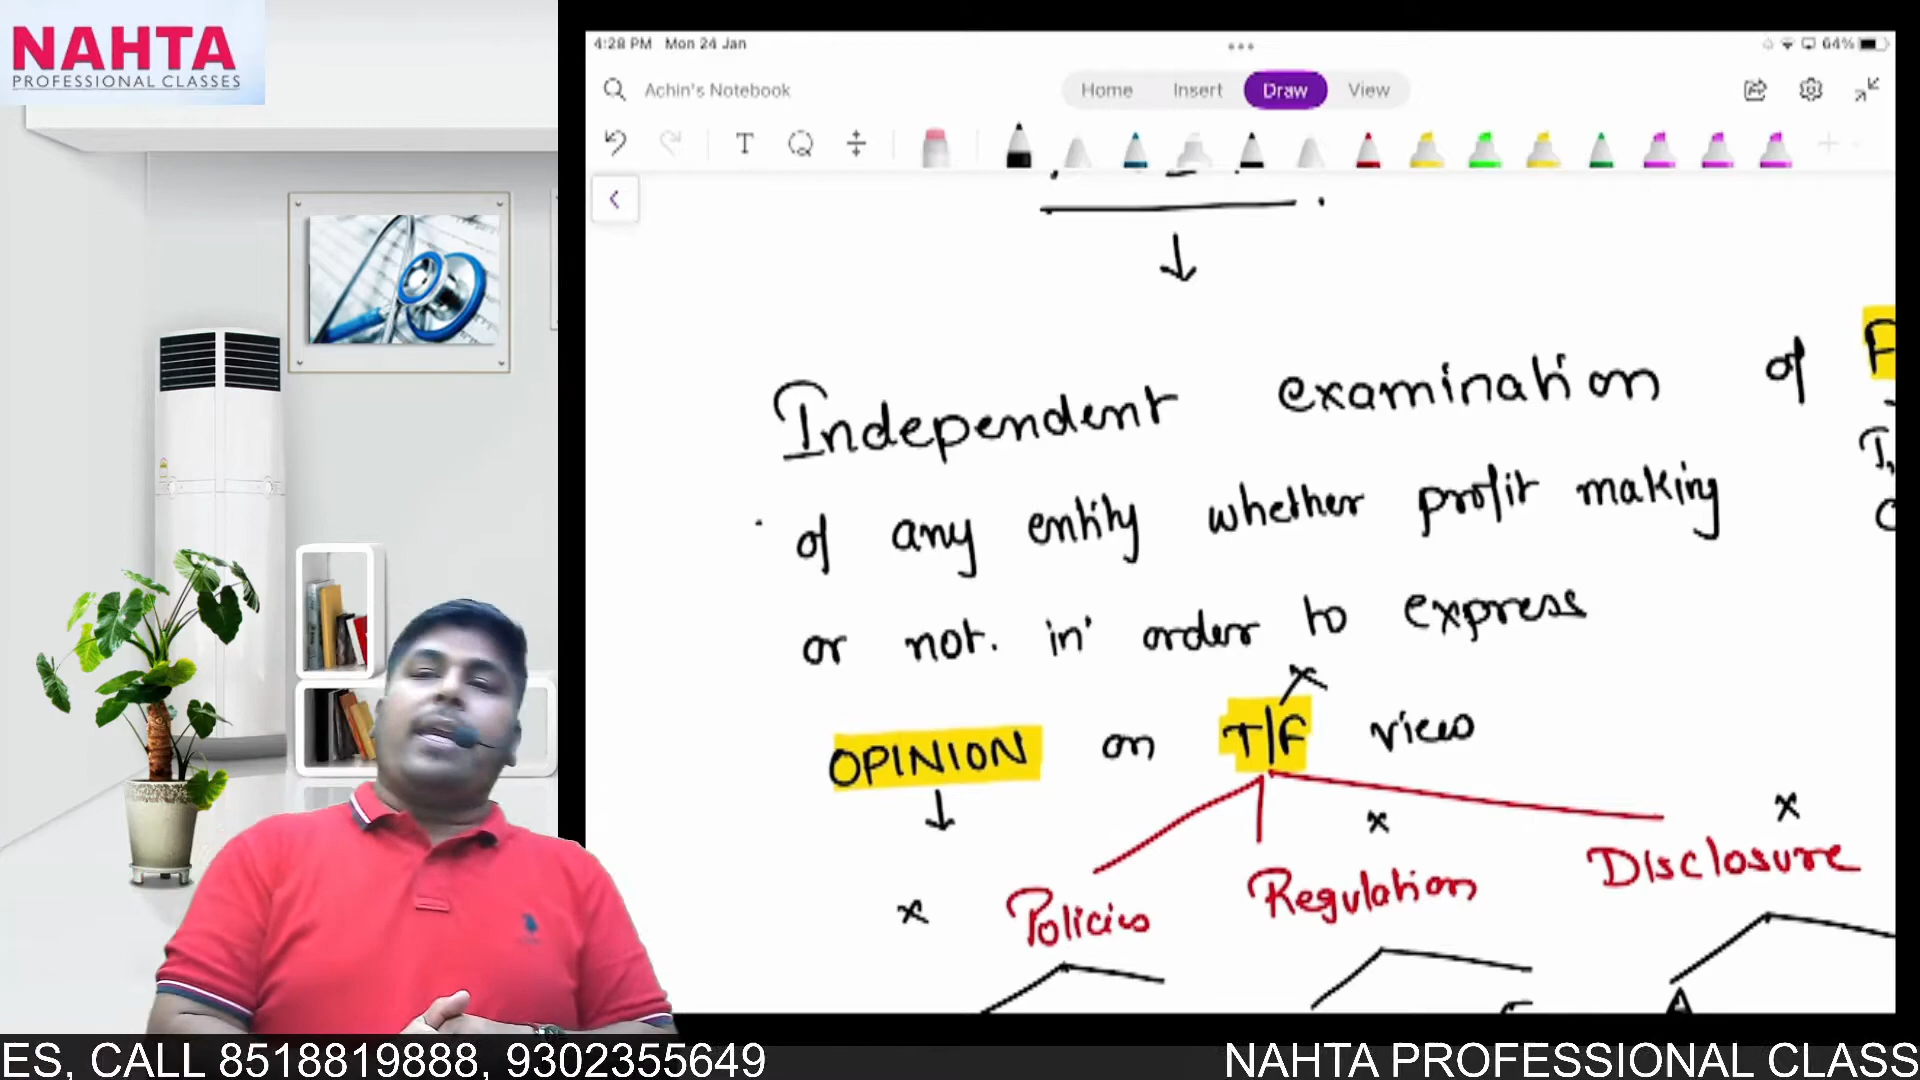 NAHTA
PROFESSIONAL CLASSES
4:28 PM Mon 24 Jan
64%
Achin's Notebook
Home Insert Draw View
T
Independent examination of
of any entity whether profit making
or not. in order to express
OPINION on T/F view
Policies Regulation Disclosure
ES, CALL 8518819888, 9302355649 NAHTA PROFESSIONAL CLASS